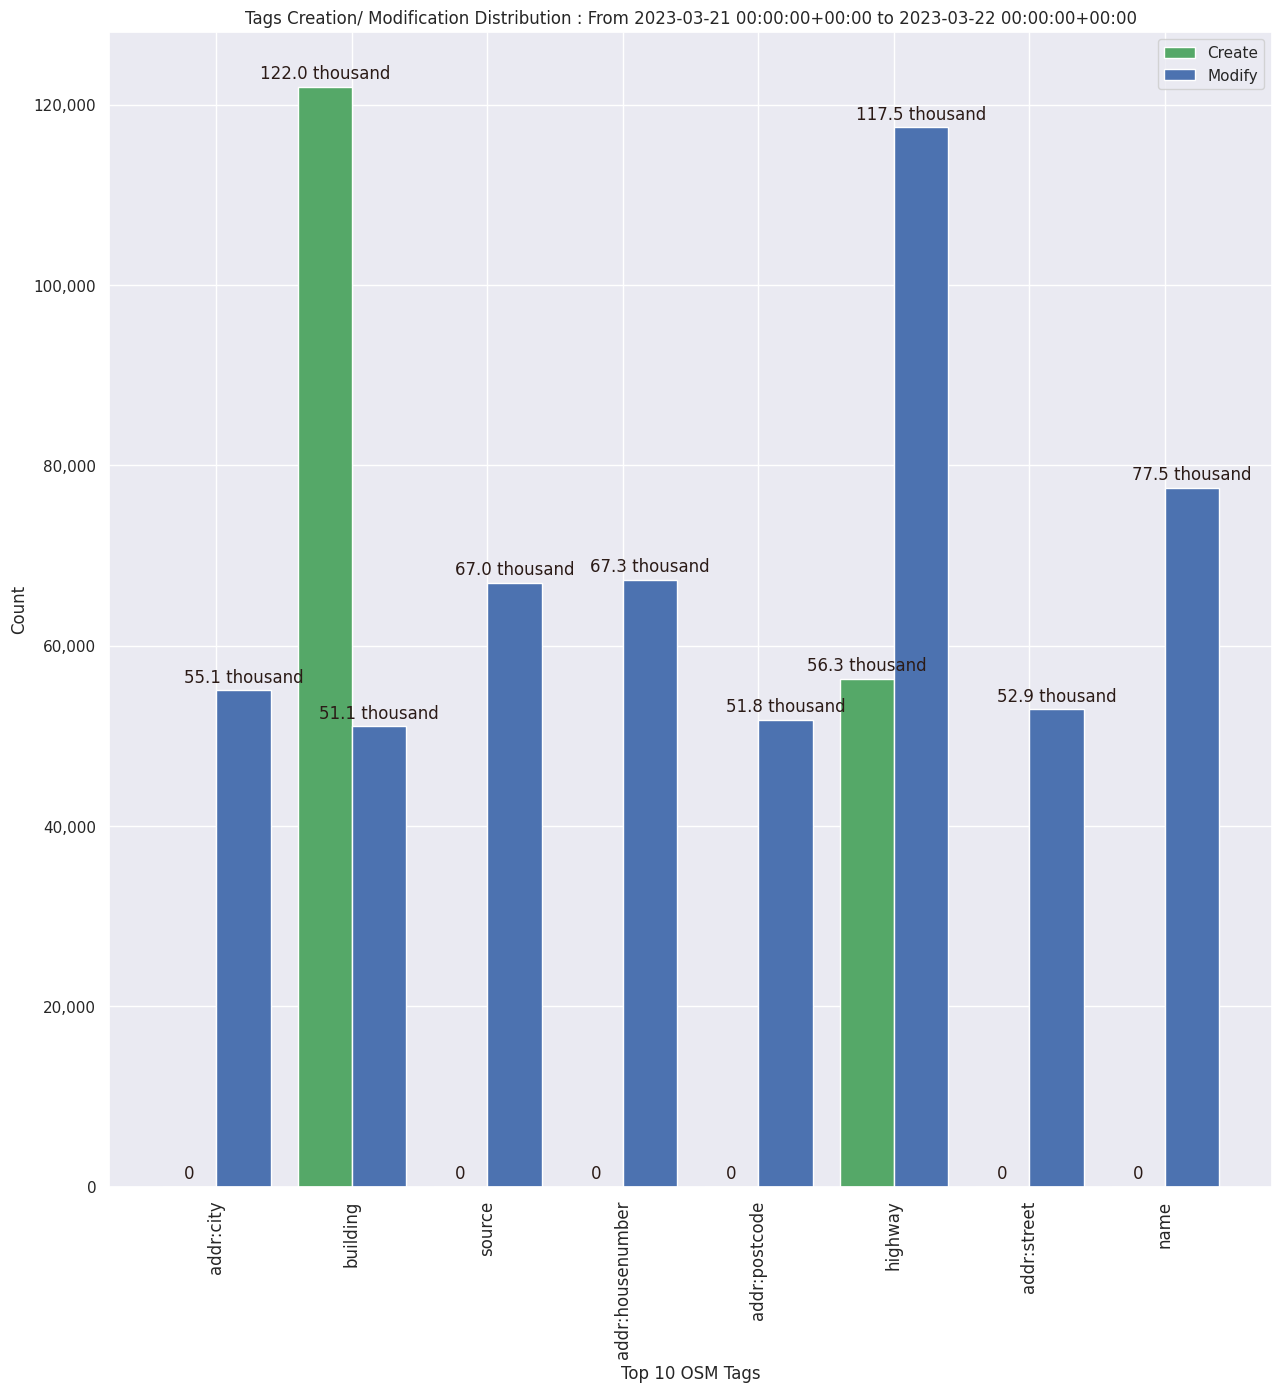 Tags Creation/ Modification Distribution : From 2023-03-21 00:00:00+00:00 to 2023-03-22 00:00:00+00:00
Create
Modify
122.0 thousand
120,000
117.5 thousand
100,000
80,000
77.5 thousand
67.0 thousand
67.3 thousand
Count
60,000
55.1 thousand
51.1 thousand
51.8 thousand
56.3 thousand
52.9 thousand
40,000
20,000
0
0
0
0
0
0
0
addr:city
building
source
addr:housenumber
addr:postcode
highway
addr:street
name
Top 10 OSM Tags